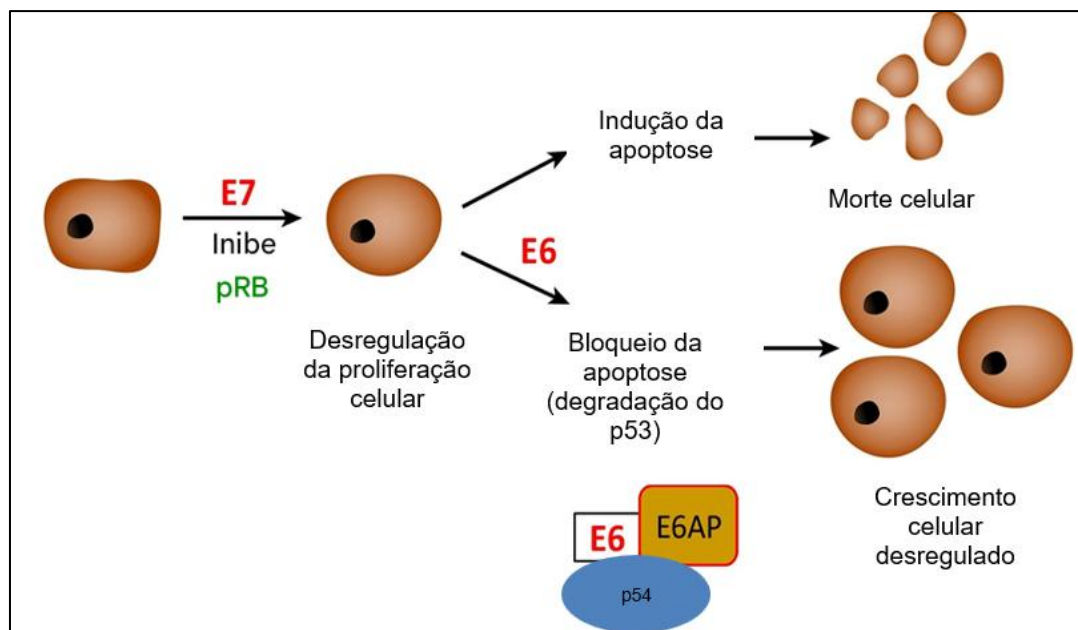 E7
Inibe
pRB
Desregulação
da proliferação
celular
Indução da
apoptose
Morte celular
E6
Bloqueio da
apoptose
(degradação do
p53)
Crescimento
celular
desregulado
E6
E6AP
p54